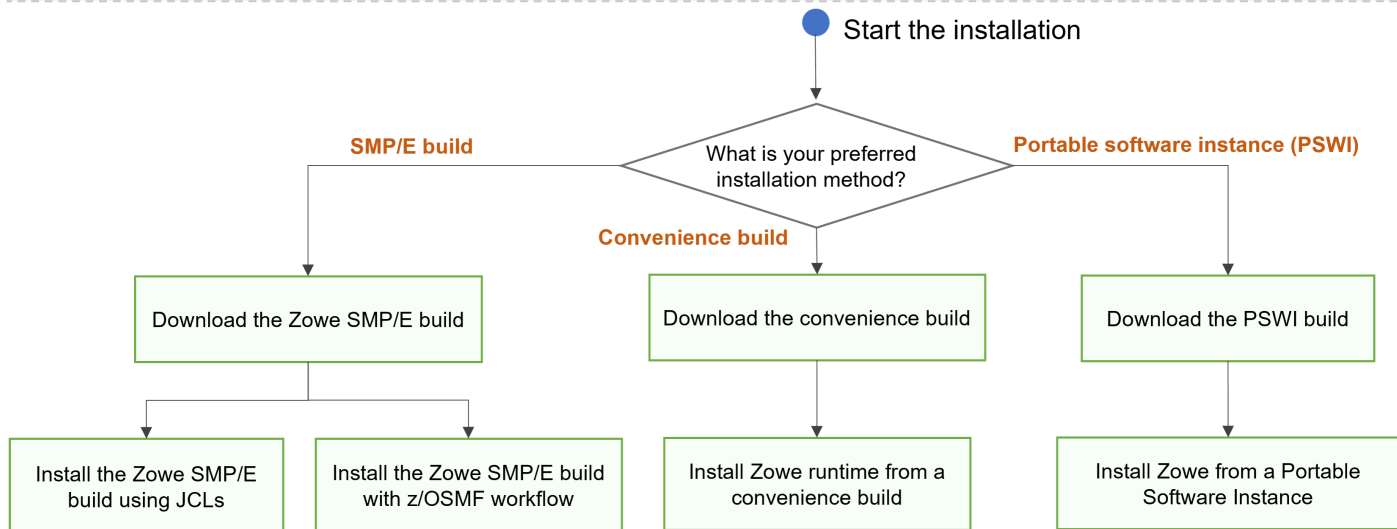 Start the installation
What is your preferred
installation method?
SMP/E build
Portable software instance (PSWI)
Convenience build
Download the Zowe SMP/E build
Download the convenience build
Download the PSWI build
Install the Zowe SMP/E
build using JCLs
Install the Zowe SMP/E build
with z/OSMF workflow
Install Zowe runtime from a
convenience build
Install Zowe from a Portable
Software Instance